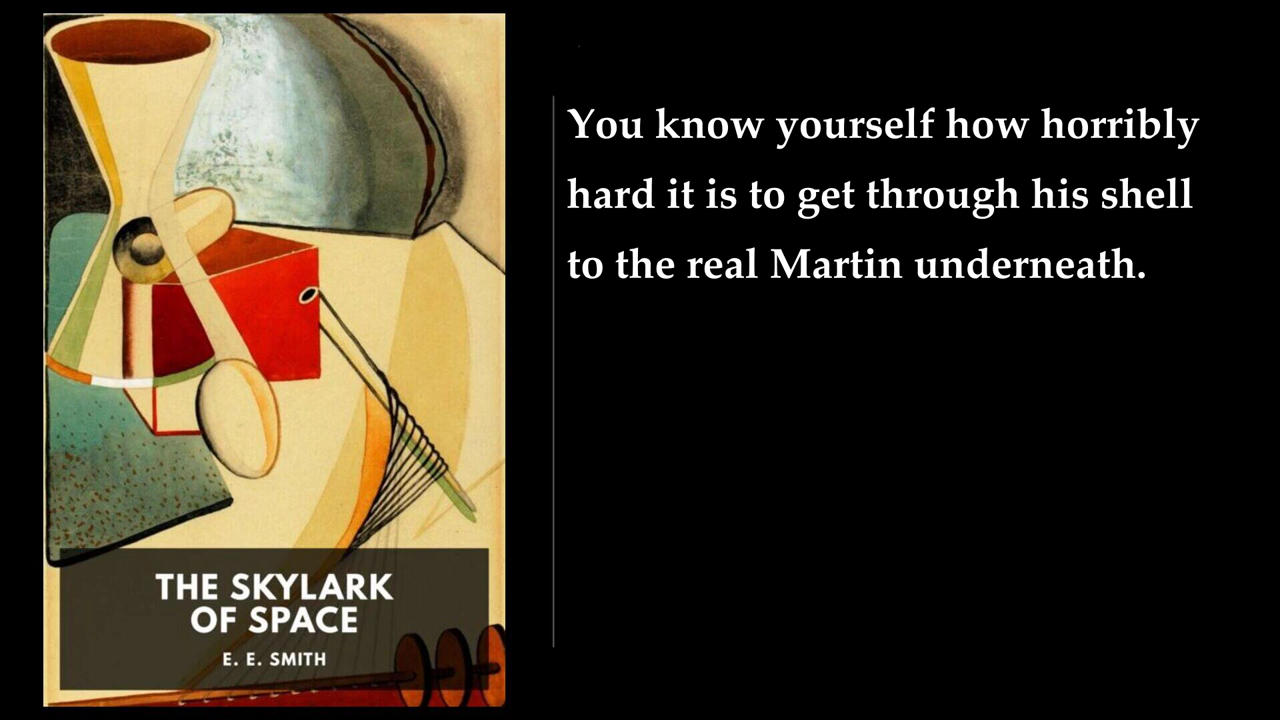 THE SKYLARK
OF SPACE
E. E. SMITH
You know yourself how horribly
hard it is to get through his shell
to the real Martin underneath.